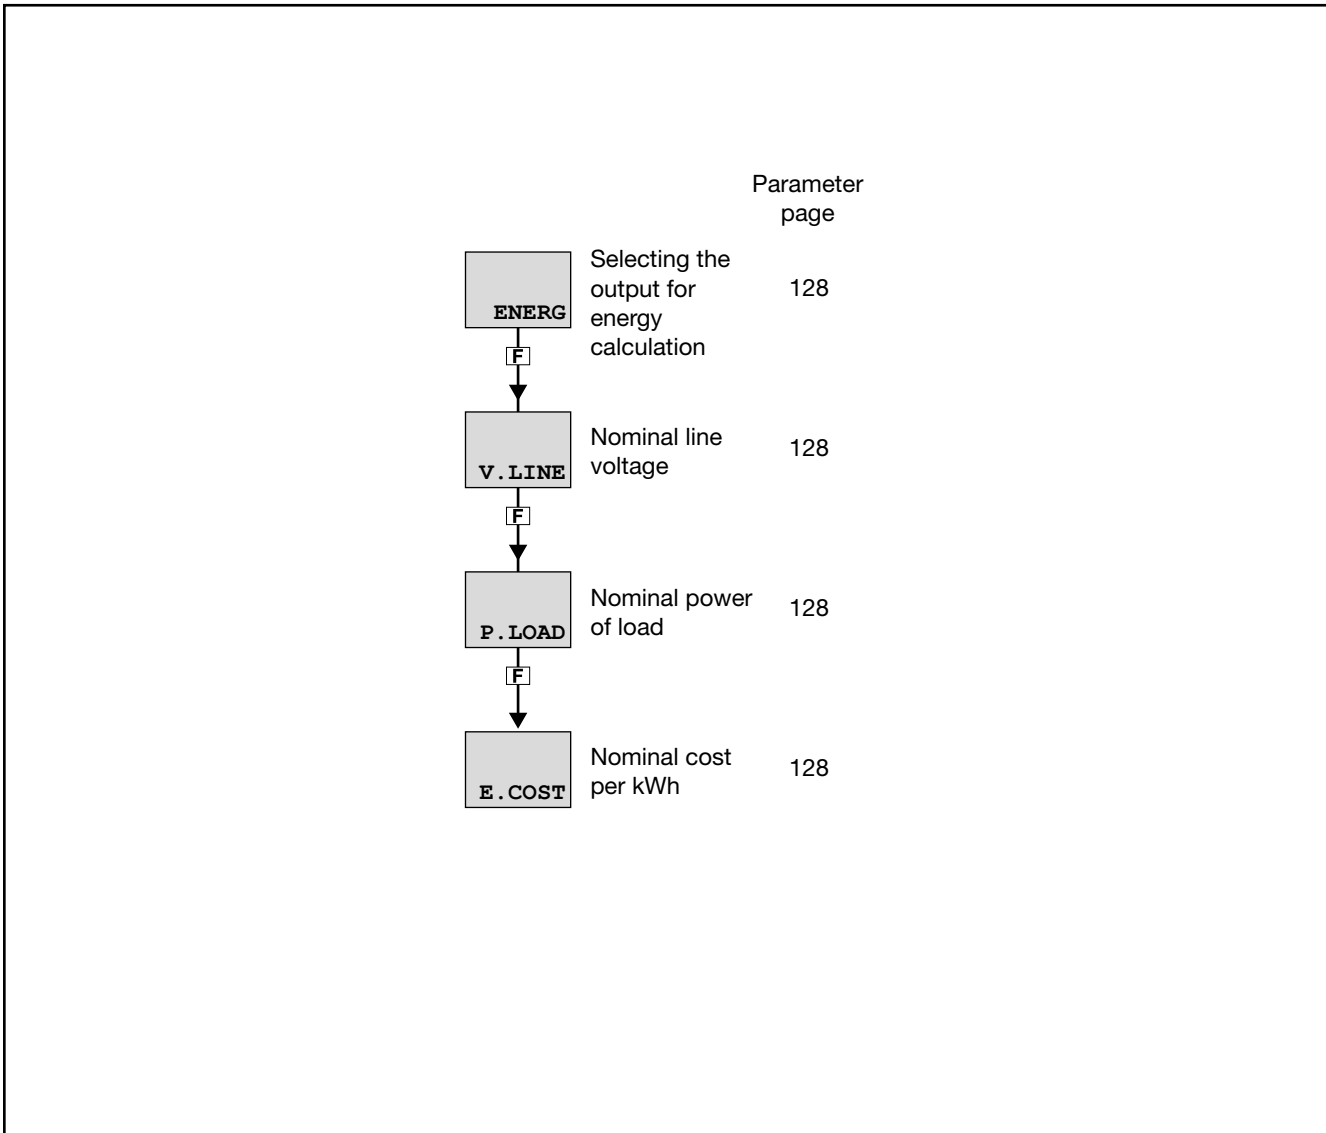 Parameter
page
Selecting the
output for
energy
calculation
128
ENERG
F
Nominal line
voltage
128
V.LINE
F
Nominal power
of load
128
P.LOAD
F
Nominal cost
per kWh
128
E.COST